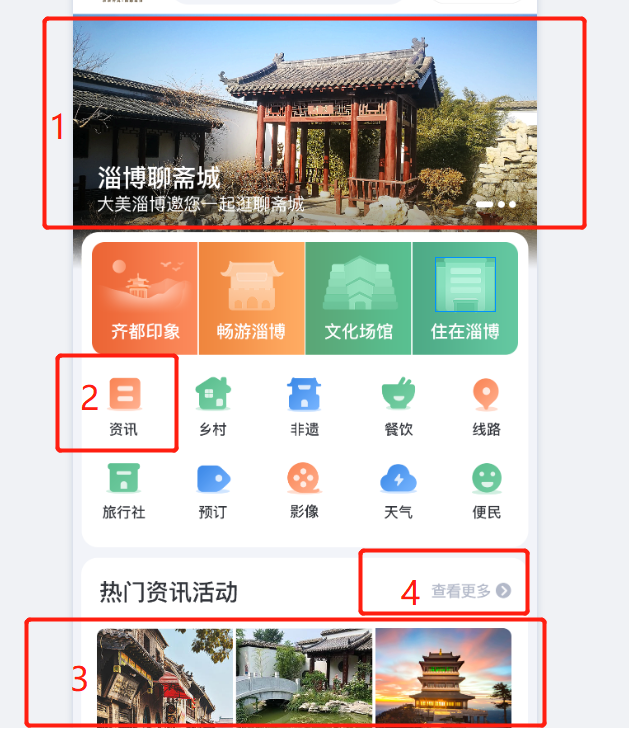 1
淄博聊斋城
大美淄博邀您一起逛聊斋城
齐都印象 畅游淄博 文化场馆 住在淄博
2
资讯 乡村 非遗 餐饮 线路
旅行社 预订 影像 天气 便民
热门资讯活动 4 查看更多
3